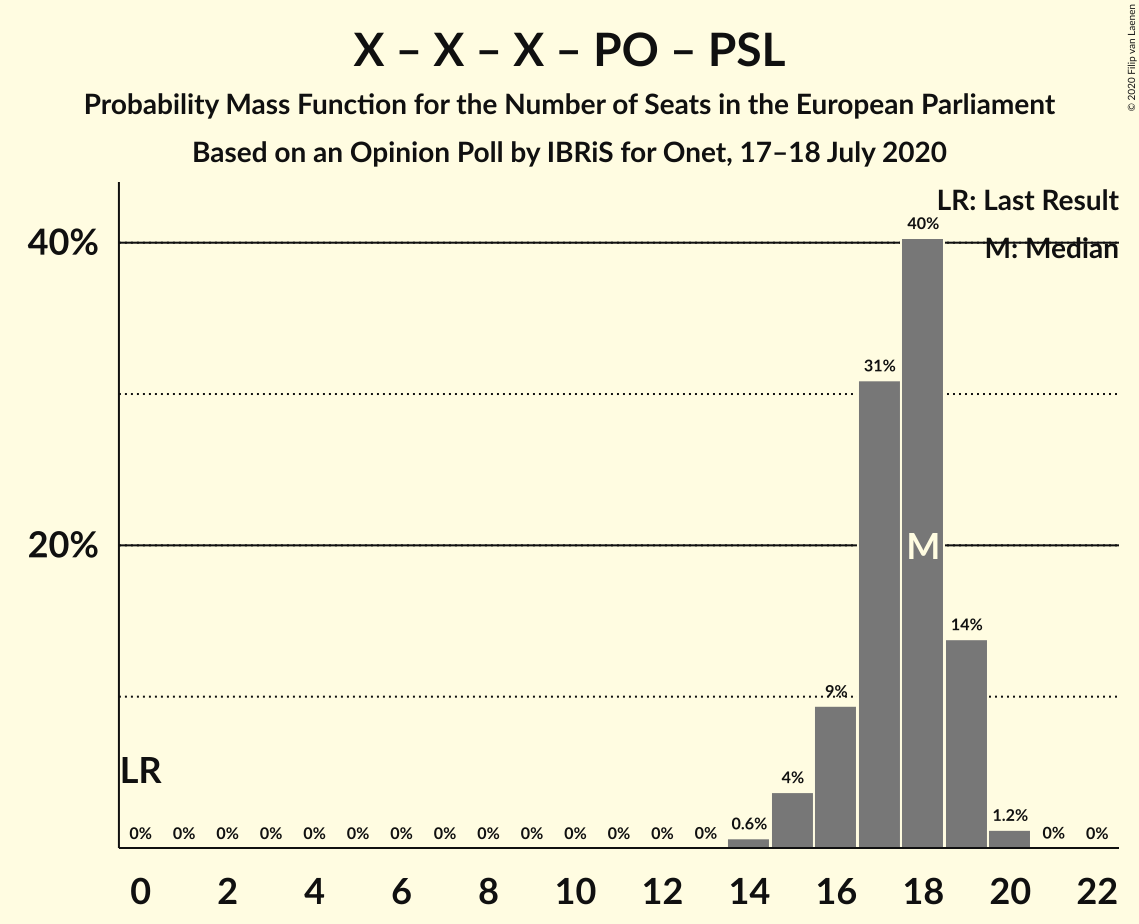 X – X – X – PO – PSL
Probability Mass Function for the Number of Seats in the European Parliament
Based on an Opinion Poll by IBRiS for Onet, 17–18 July 2020
© 2020 Filip van Laenen
LR: Last Result
M: Median
40%
20%
40%
31%
M
14%
9%
LR
4%
0% 0% 0% 0% 0% 0% 0% 0% 0% 0% 0% 0% 0% 0% 0.6% 1.2% 0% 0%
0 2 4 6 8 10 12 14 16 18 20 22